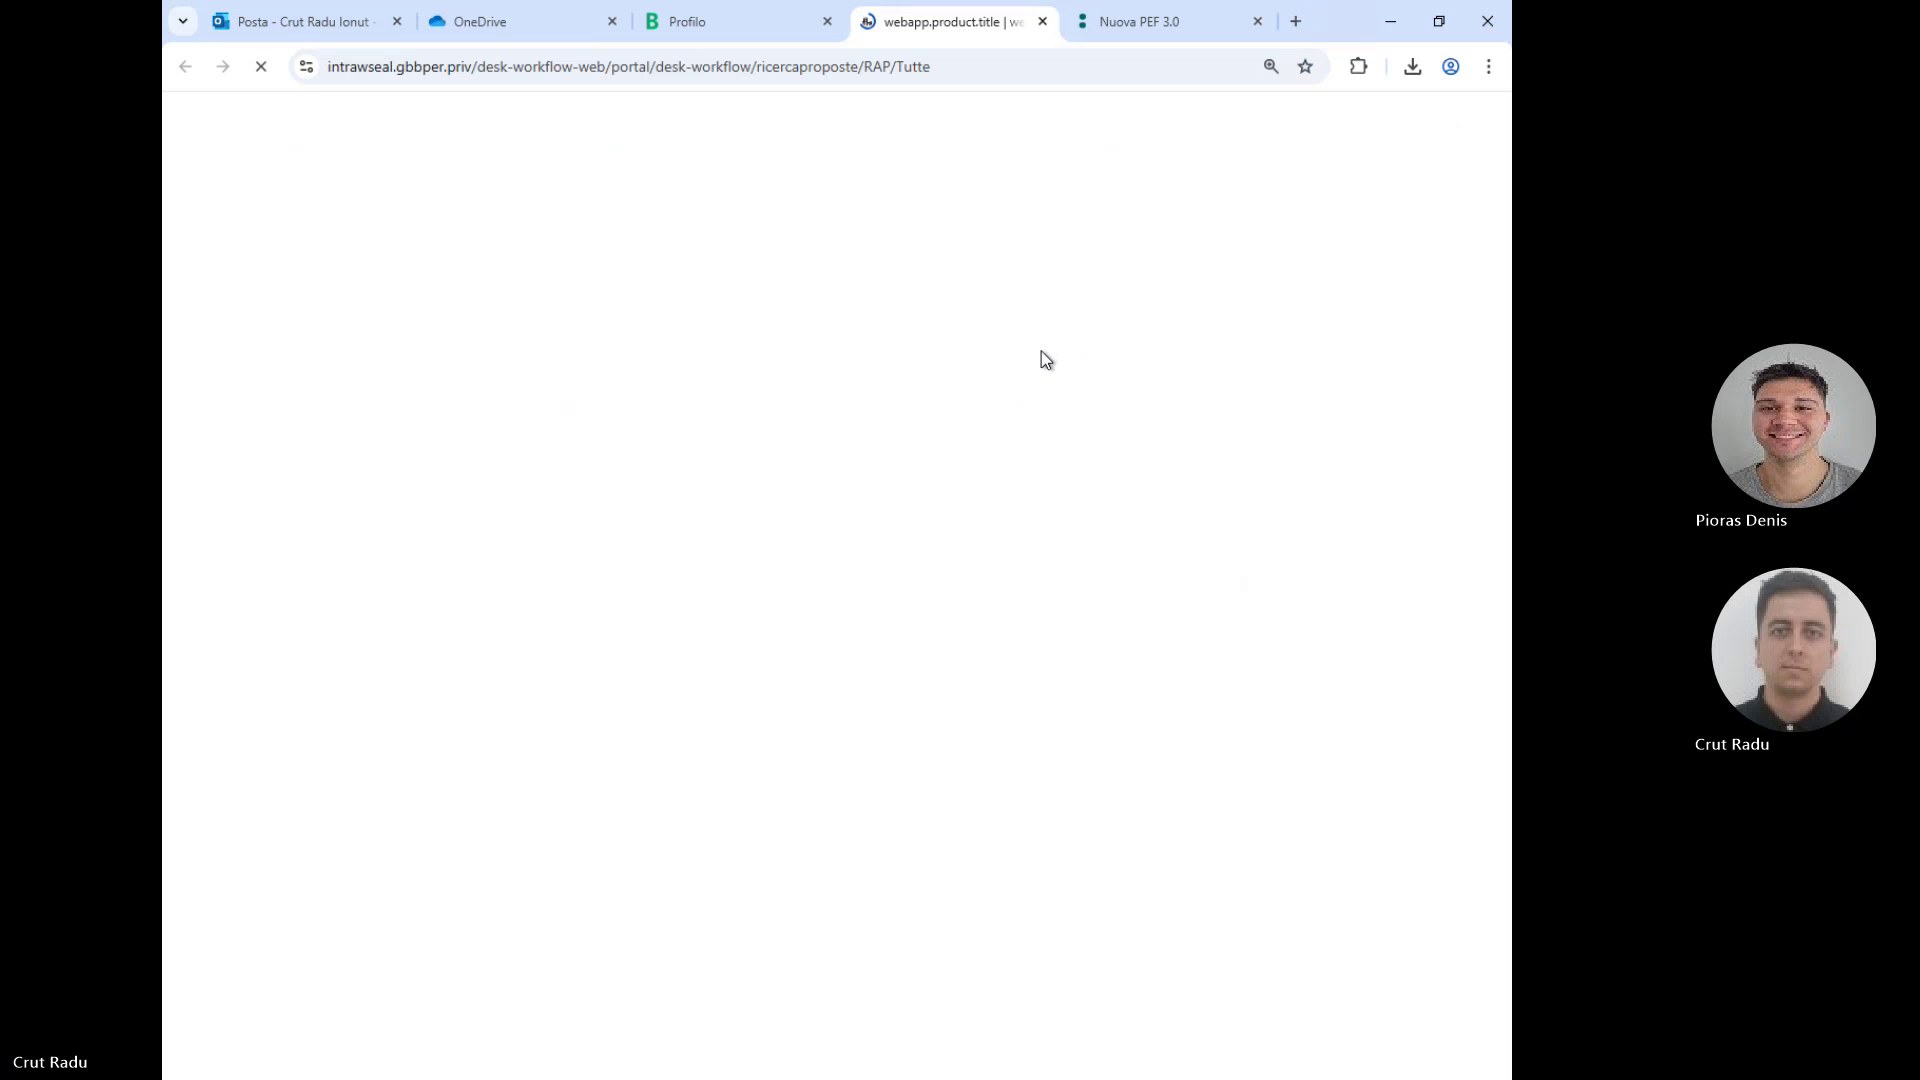 Posta - Crut Radu Ionut
OneDrive
Profilo
webapp.product.title | we
Nuova PEF 3.0
intrawseal.gbbper.priv/desk-workflow-web/portal/desk-workflow/ricercaproposte/RAP/Tutte
Pioras Denis
Crut Radu
Crut Radu